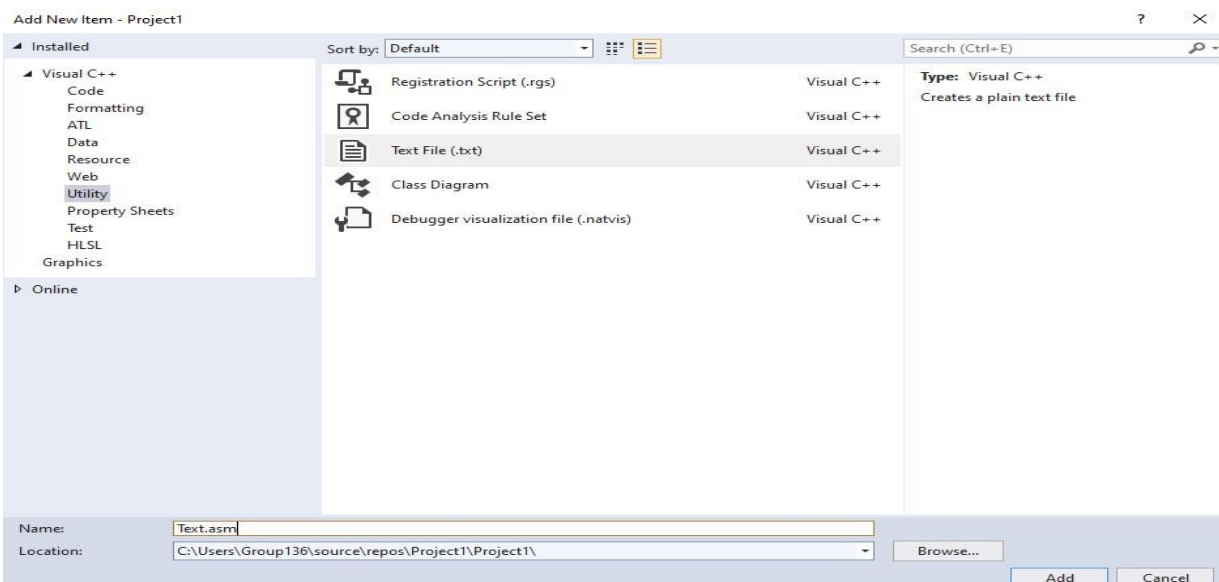 Add New Item - Project1
?
Installed
Sort by: Default
Search (Ctrl+E)
Visual C++
Code
Formatting
ATL
Data
Resource
Web
Utility
Property Sheets
Test
HLSL
Graphics
Online
Registration Script (.rgs) Visual C++
Code Analysis Rule Set Visual C++
Text File (.txt) Visual C++
Class Diagram Visual C++
Debugger visualization file (.natvis) Visual C++
Type: Visual C++
Creates a plain text file
Name: Text.asm
Location: C:\Users\Group136\source\repos\Project1\Project1\
Browse...
Add Cancel